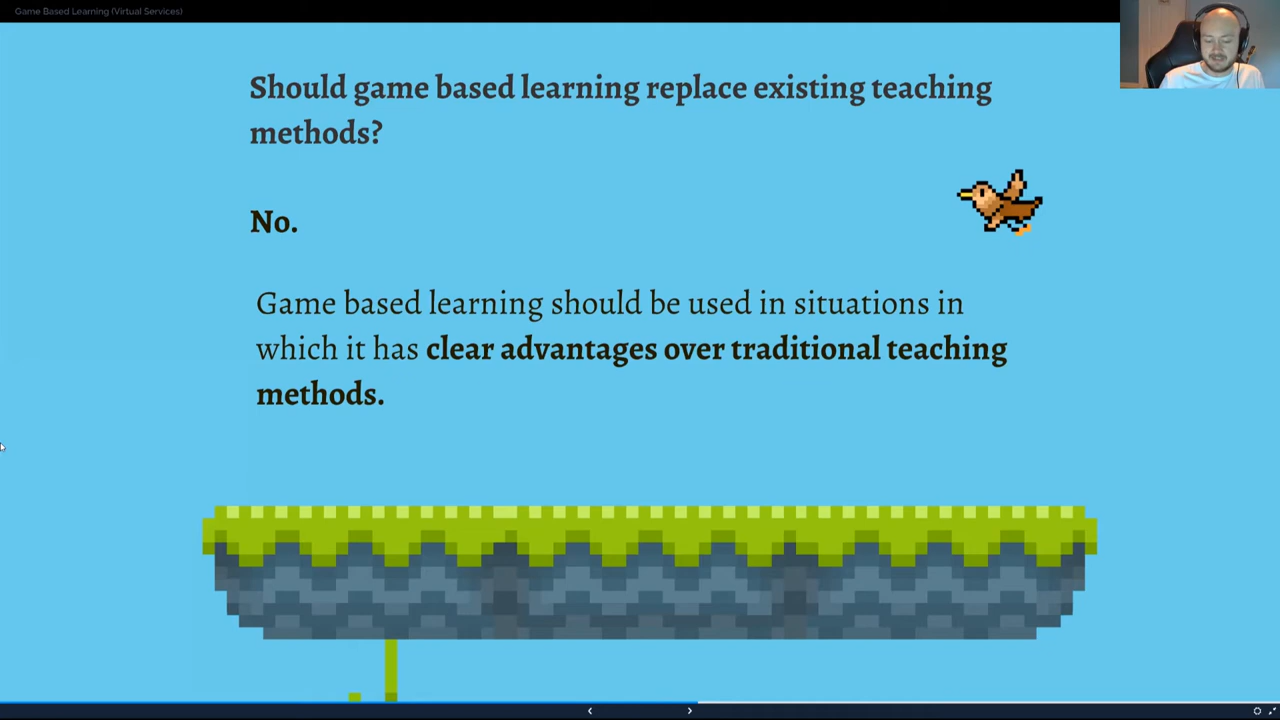 Game Based Learning (Virtual Services)
Should game based learning replace existing teaching
methods?
No.
Game based learning should be used in situations in
which it has clear advantages over traditional teaching
methods.